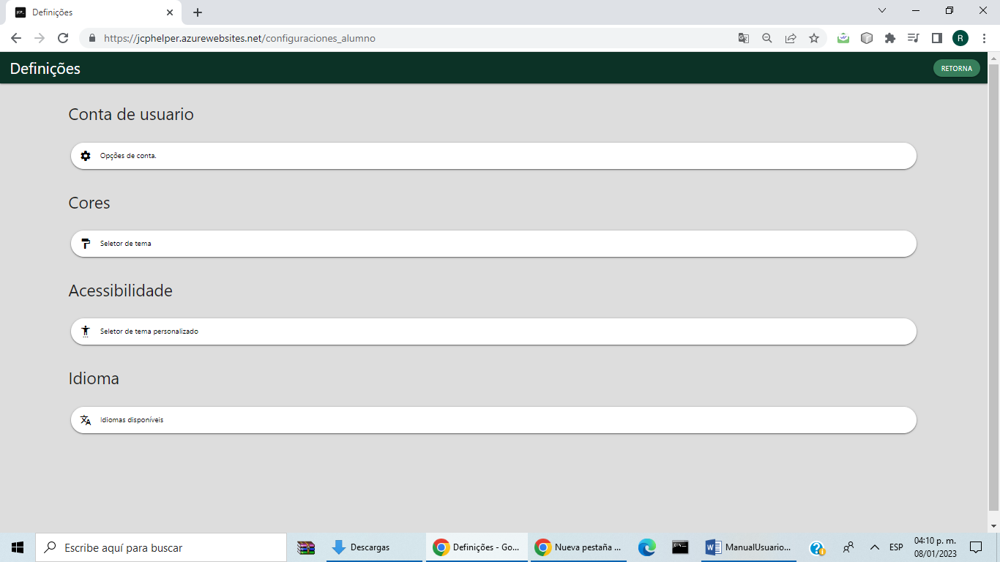 JCP_
Definições
https://jcphelper.azurewebsites.net/configuraciones_alumno
R
Definições
RETORNA
Conta de usuario
Opções de conta.
Cores
Seletor de tema
Acessibilidade
Seletor de tema personalizado
Idioma
Idiomas disponíveis
Escribe aquí para buscar
Descargas
Definições - Go...
Nueva pestaña ...
ManualUsuario...
ESP
04:10 p. m.
08/01/2023